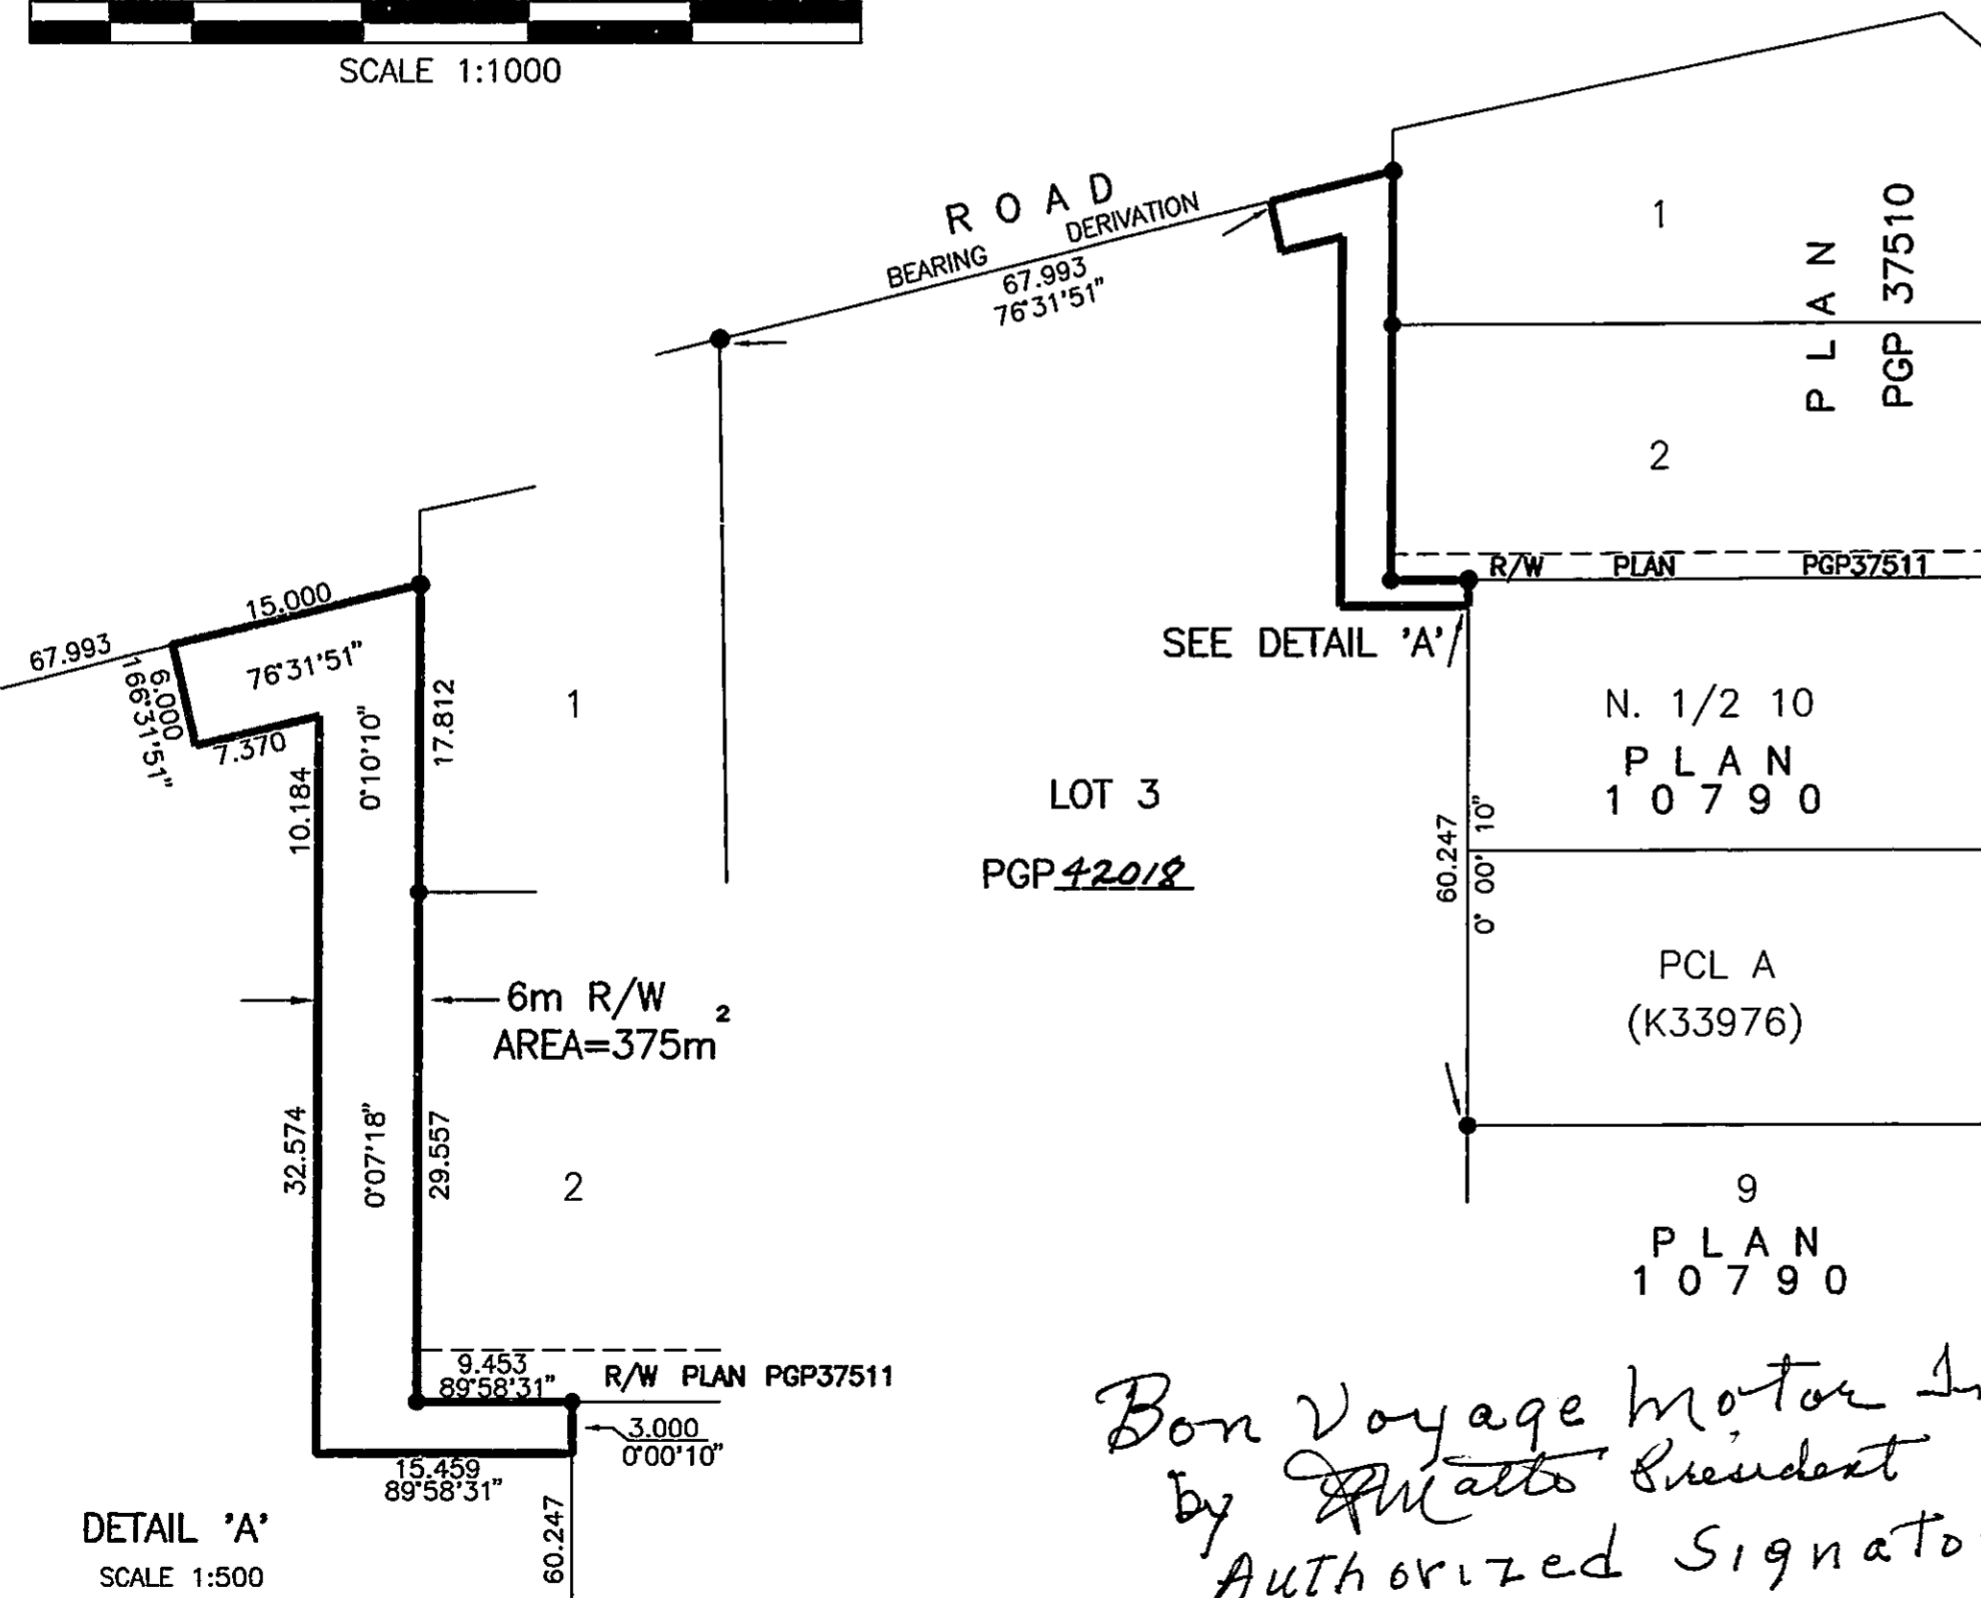 SCALE 1:1000
ROAD
BEARING DERIVATION
67.993
76°31'51"
1
PLAN
PGP 37510
2
R/W PLAN PGP37511
SEE DETAIL 'A'
15.000
67.993
76°31'51"
6.000
166°31'51"
7.370
0°10'10"
17.812
1
10.184
N. 1/2 10
PLAN
10790
LOT 3
PGP 42018
60.247
0° 00' 10"
6m R/W
AREA=375m²
PCL A
(K33976)
32.574
0°07'18"
29.557
2
9
PLAN
10790
9.453
89°58'31"
R/W PLAN PGP37511
3.000
0°00'10"
15.459
89°58'31"
60.247
DETAIL 'A'
SCALE 1:500
Bon Voyage Motor In
by President
Authorized Signato